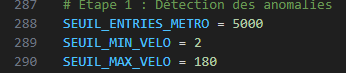 287 # Etape 1 : Détection des anomalies
288 SEUIL_ENTRIES_METRO = 5000
289 SEUIL_MIN_VELO = 2
290 SEUIL_MAX_VELO = 180